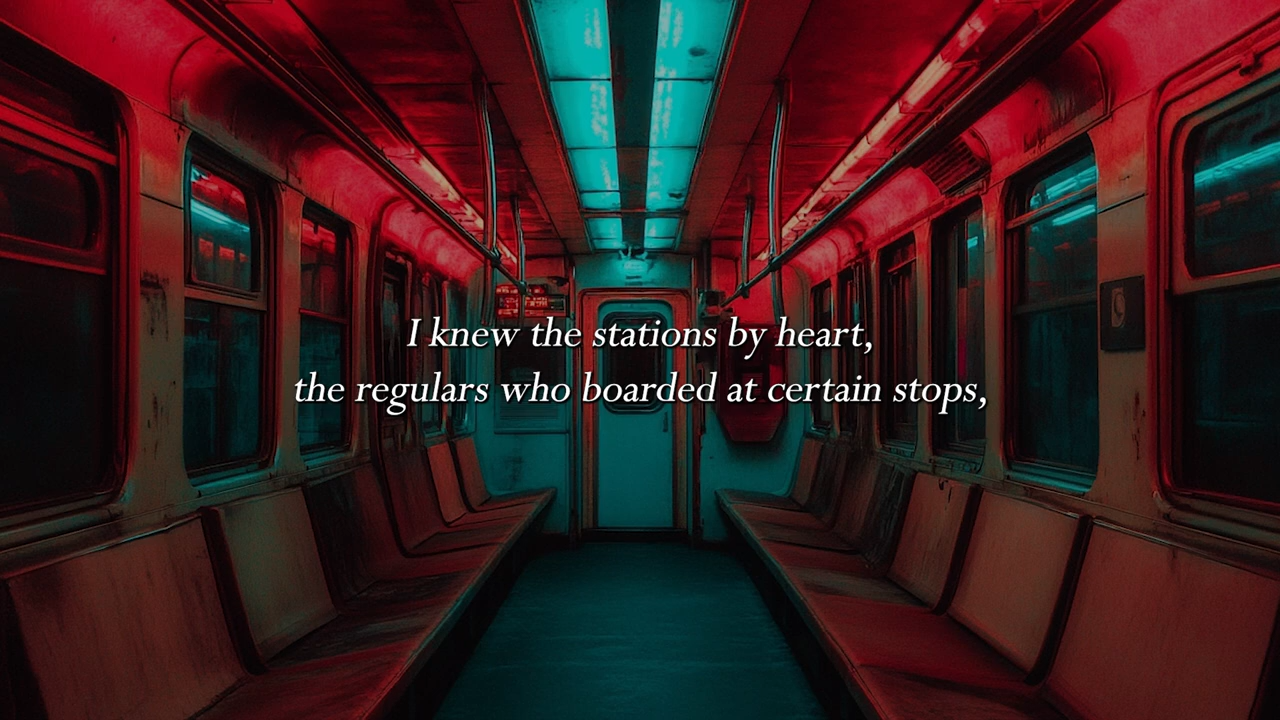 I knew the stations by heart,
the regulars who boarded at certain stops,